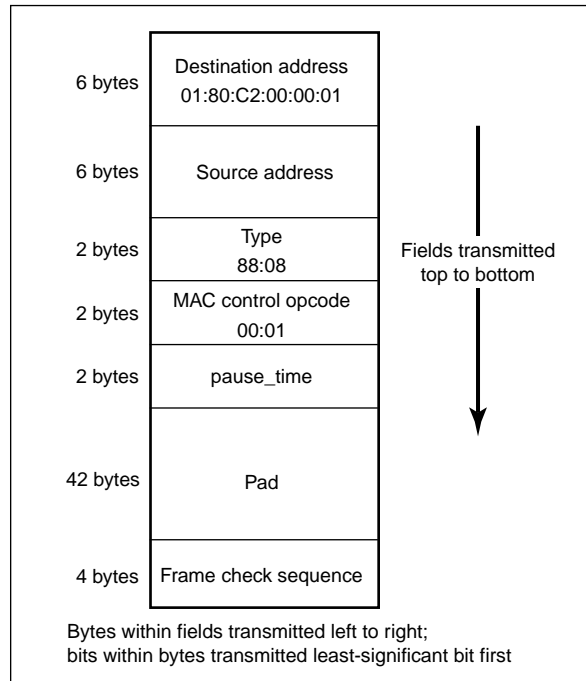 6 bytes
Destination address
01:80:C2:00:00:01
6 bytes
Source address
2 bytes
Type
88:08
2 bytes
MAC control opcode
00:01
2 bytes
pause_time
42 bytes
Pad
4 bytes
Frame check sequence
Fields transmitted
top to bottom
Bytes within fields transmitted left to right;
bits within bytes transmitted least-significant bit first